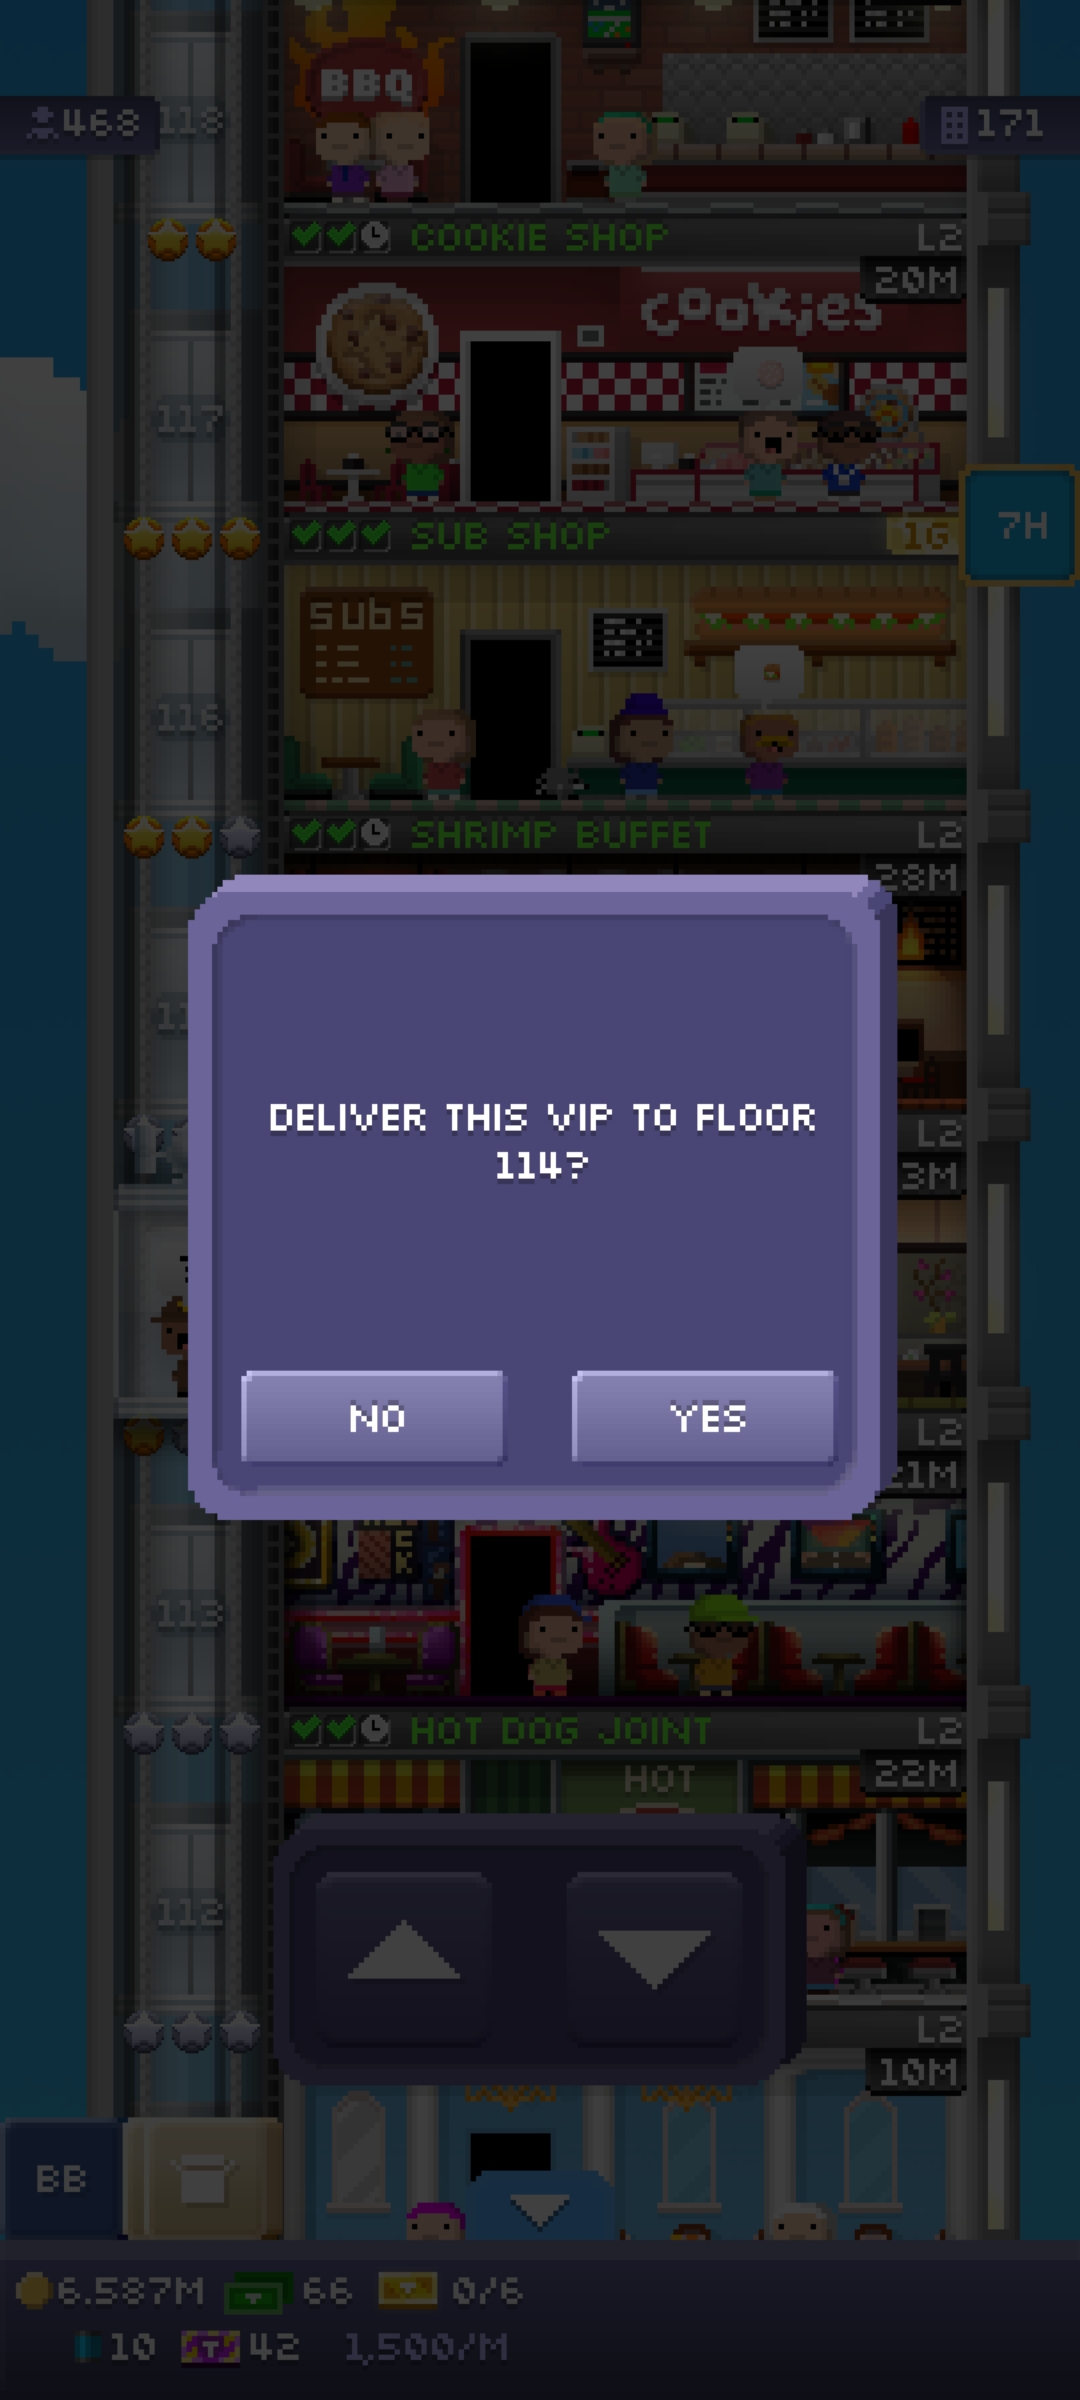 BBQ
468
118
171
COOKIE SHOP
L2
20M
cookies
117
7H
SUB SHOP
1G
SUBS
116
SHRIMP BUFFET
L2
28M
L2
3M
DELIVER THIS VIP TO FLOOR
114?
NO
YES
L2
21M
113
HOT DOG JOINT
L2
22M
HOT
112
L2
10M
BB
6.587M
66
0/6
10
T
42
1,500/M